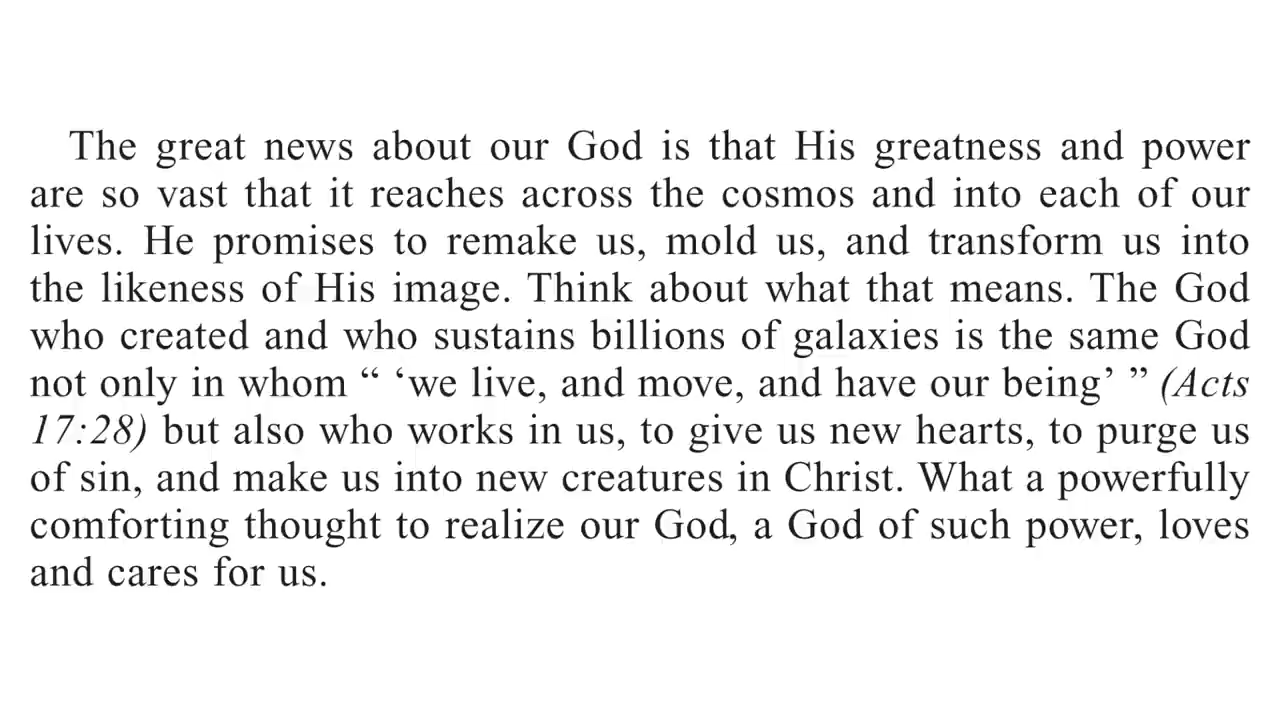 The great news about our God is that His greatness and power
are so vast that it reaches across the cosmos and into each of our
lives. He promises to remake us, mold us, and transform us into
the likeness of His image. Think about what that means. The God
who created and who sustains billions of galaxies is the same God
not only in whom “ ‘we live, and move, and have our being’ ” (Acts
17:28) but also who works in us, to give us new hearts, to purge us
of sin, and make us into new creatures in Christ. What a powerfully
comforting thought to realize our God, a God of such power, loves
and cares for us.